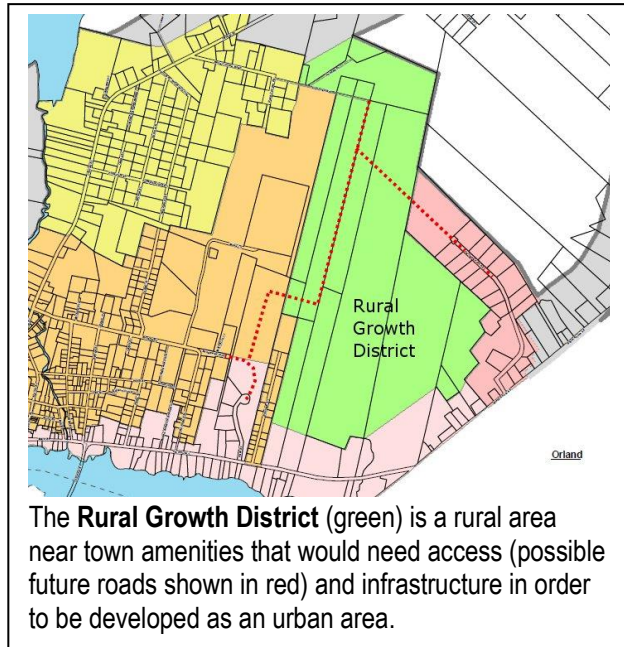 Rural
Growth
District
Orland
The Rural Growth District (green) is a rural area
near town amenities that would need access (possible
future roads shown in red) and infrastructure in order
to be developed as an urban area.